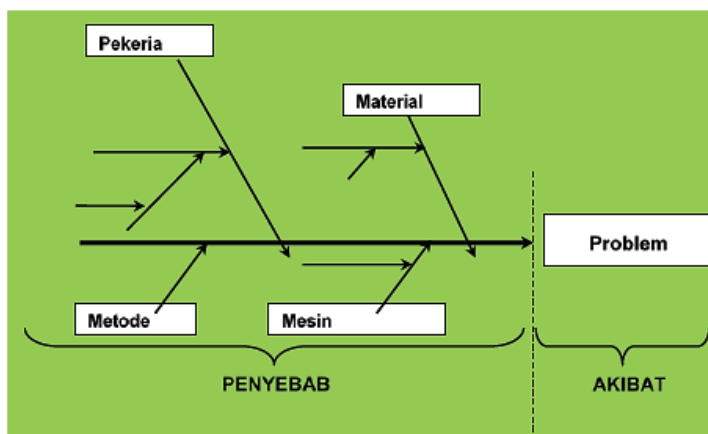 Pekeria
Material
Problem
Metode
Mesin
PENYEBAB
AKIBAT